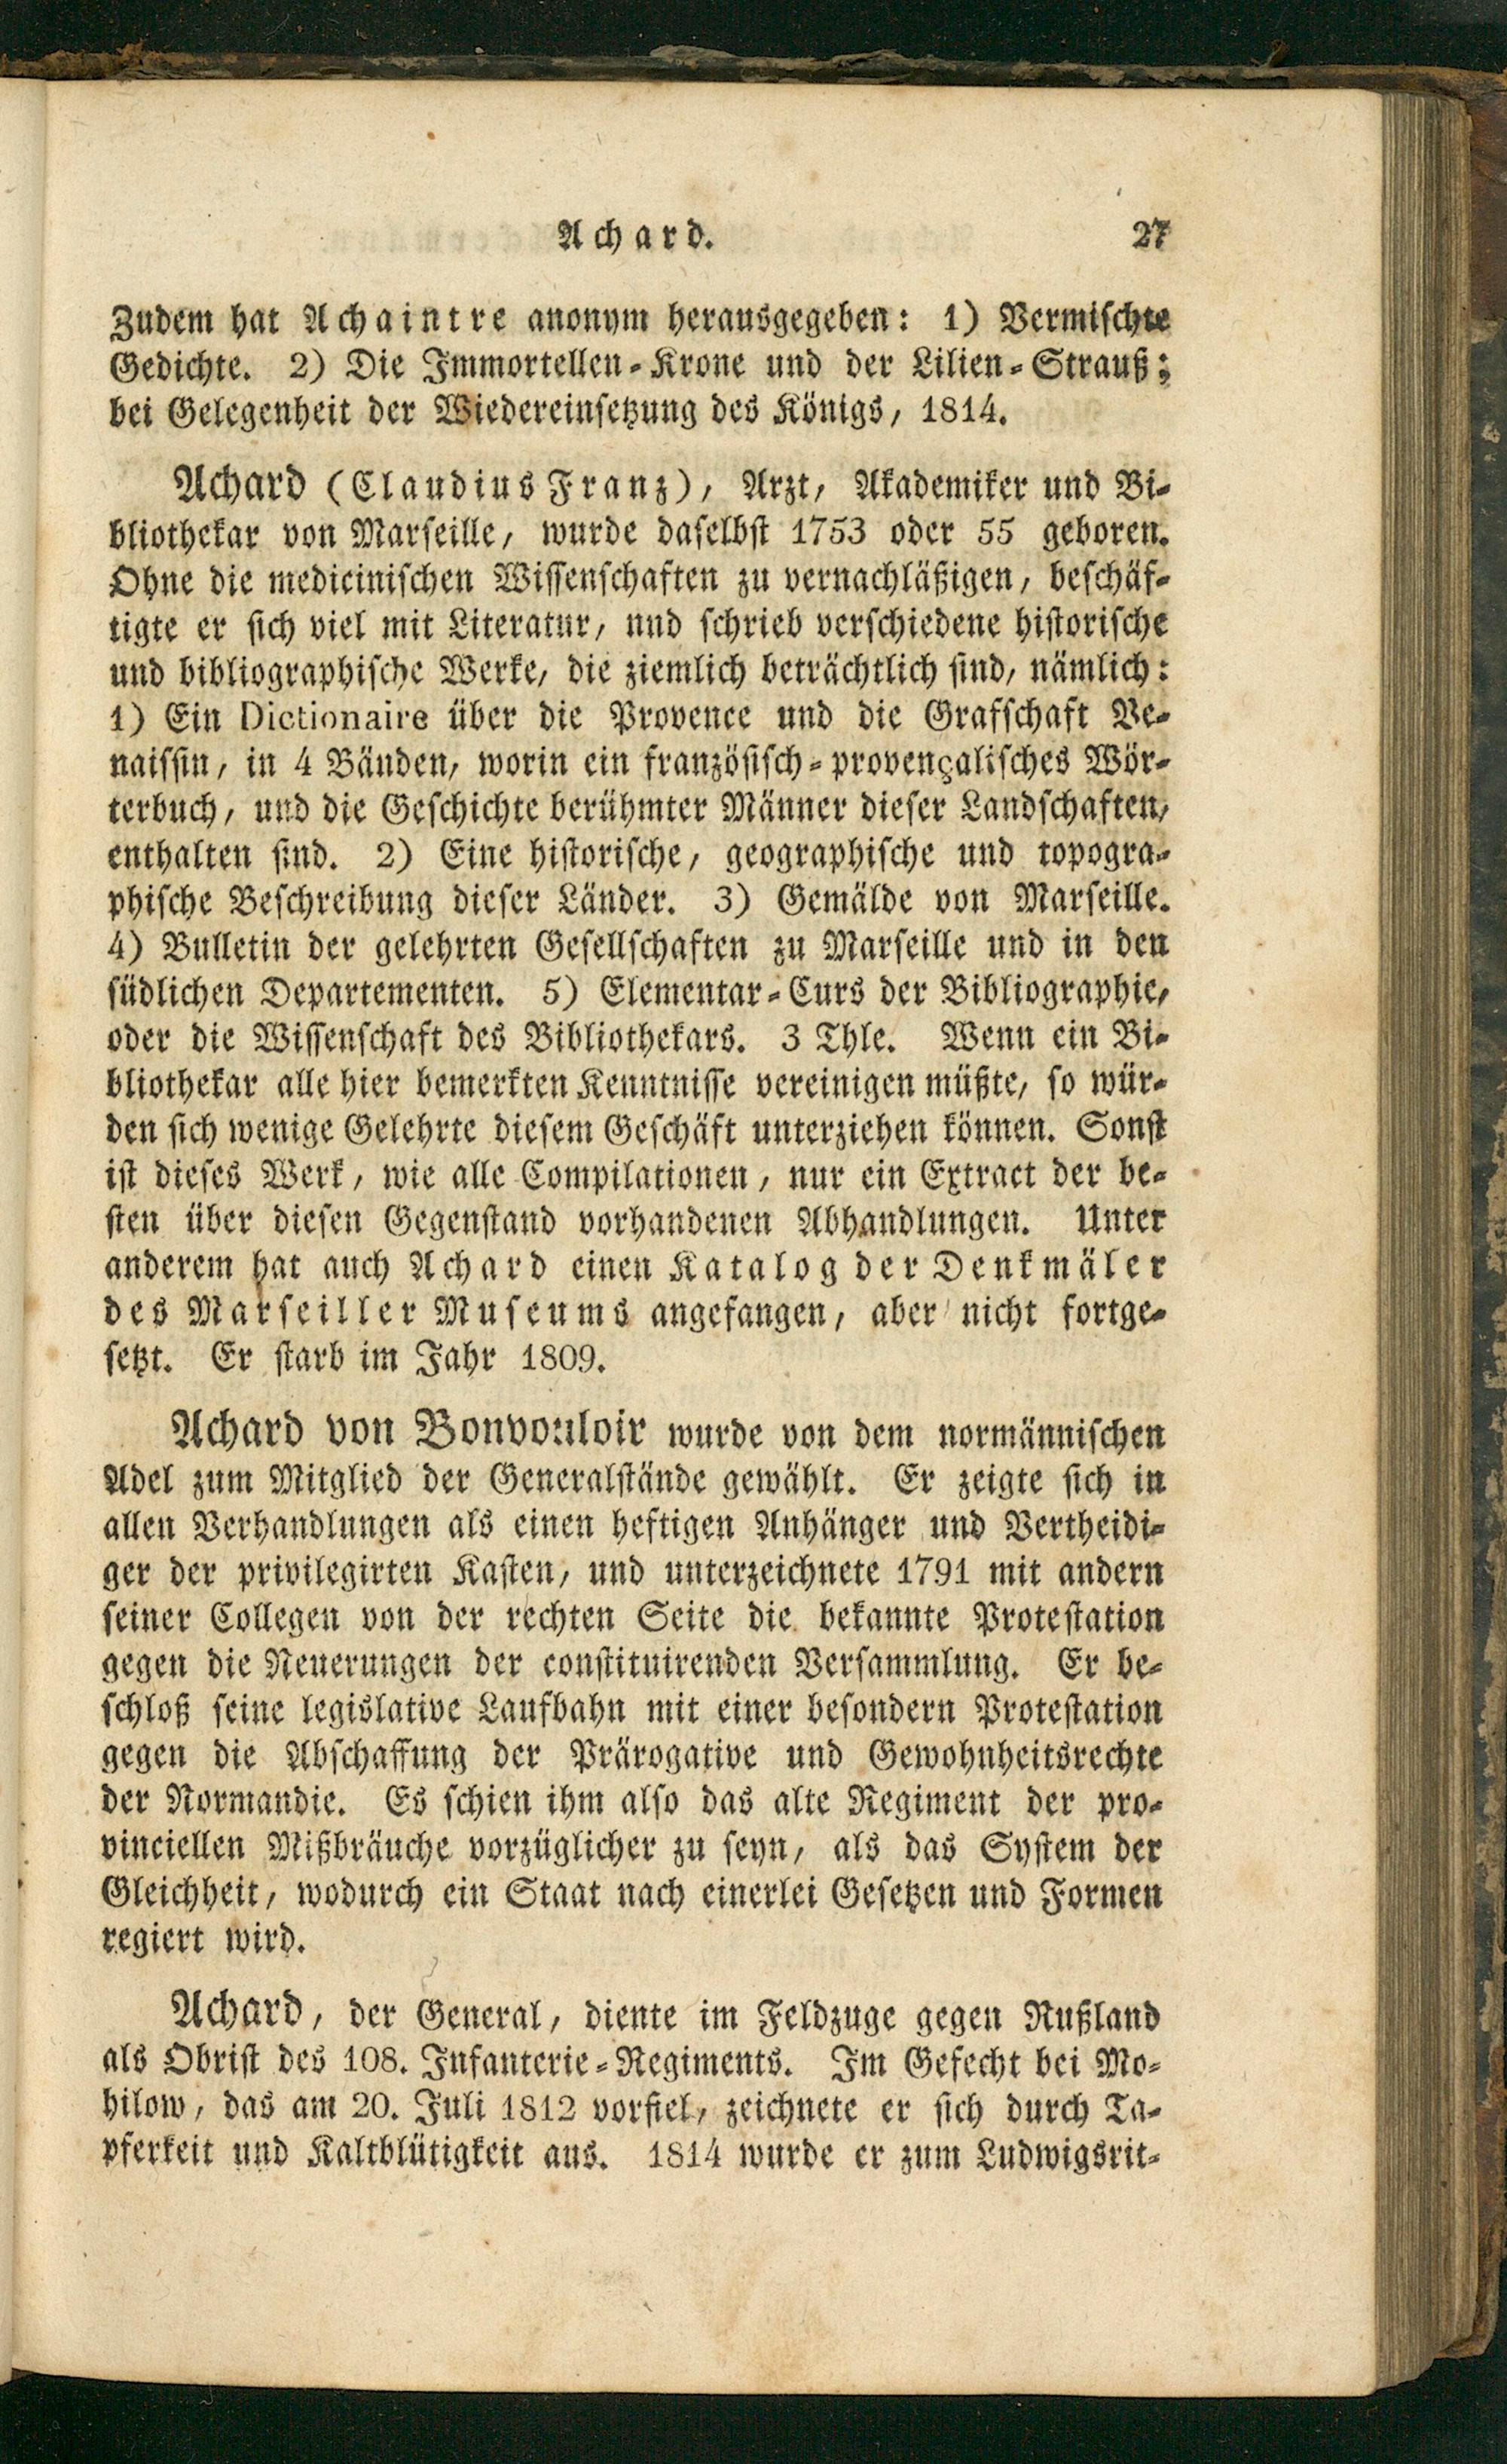 Achard. 27
Zudem hat Achaintre anonym herausgegeben: 1) Vermischte
Gedichte. 2) Die Immortellen-Krone und der Lilien-Strauß;
bei Gelegenheit der Wiedereinsetzung des Königs, 1814.
Achard (Claudius Franz), Arzt, Akademiker und Bi-
bliothekar von Marseille, wurde daselbst 1753 oder 55 geboren.
Ohne die medicinischen Wissenschaften zu vernachläßigen, beschäf-
tigte er sich viel mit Literatur, und schrieb verschiedene historische
und bibliographische Werke, die ziemlich beträchtlich sind, nämlich:
1) Ein Dictionaire über die Provence und die Grafschaft Ve-
naissin, in 4 Bänden, worin ein französisch-provençalisches Wör-
terbuch, und die Geschichte berühmter Männer dieser Landschaften,
enthalten sind. 2) Eine historische, geographische und topogra-
phische Beschreibung dieser Länder. 3) Gemälde von Marseille.
4) Bulletin der gelehrten Gesellschaften zu Marseille und in den
südlichen Departementen. 5) Elementar-Curs der Bibliographie,
oder die Wissenschaft des Bibliothekars. 3 Thle. Wenn ein Bi-
bliothekar alle hier bemerkten Kenntnisse vereinigen müßte, so wür-
den sich wenige Gelehrte diesem Geschäft unterziehen können. Sonst
ist dieses Werk, wie alle Compilationen, nur ein Extract der be-
sten über diesen Gegenstand vorhandenen Abhandlungen. Unter
anderem hat auch Achard einen Katalog der Denkmäler
des Marseiller Museums angefangen, aber nicht fortge-
setzt. Er starb im Jahr 1809.
Achard von Bonvouloir wurde von dem normännischen
Adel zum Mitglied der Generalstände gewählt. Er zeigte sich in
allen Verhandlungen als einen heftigen Anhänger und Vertheidi-
ger der privilegirten Kasten, und unterzeichnete 1791 mit andern
seiner Collegen von der rechten Seite die bekannte Protestation
gegen die Neuerungen der constituirenden Versammlung. Er be-
schloß seine legislative Laufbahn mit einer besondern Protestation
gegen die Abschaffung der Prärogative und Gewohnheitsrechte
der Normandie. Es schien ihm also das alte Regiment der pro-
vinciellen Mißbräuche vorzüglicher zu seyn, als das System der
Gleichheit, wodurch ein Staat nach einerlei Gesetzen und Formen
regiert wird.
Achard, der General, diente im Feldzuge gegen Rußland
als Obrist des 108. Infanterie-Regiments. Im Gefecht bei Mo-
hilow, das am 20. Juli 1812 vorfiel, zeichnete er sich durch Ta-
pferkeit und Kaltblütigkeit aus. 1814 wurde er zum Ludwigsrit-